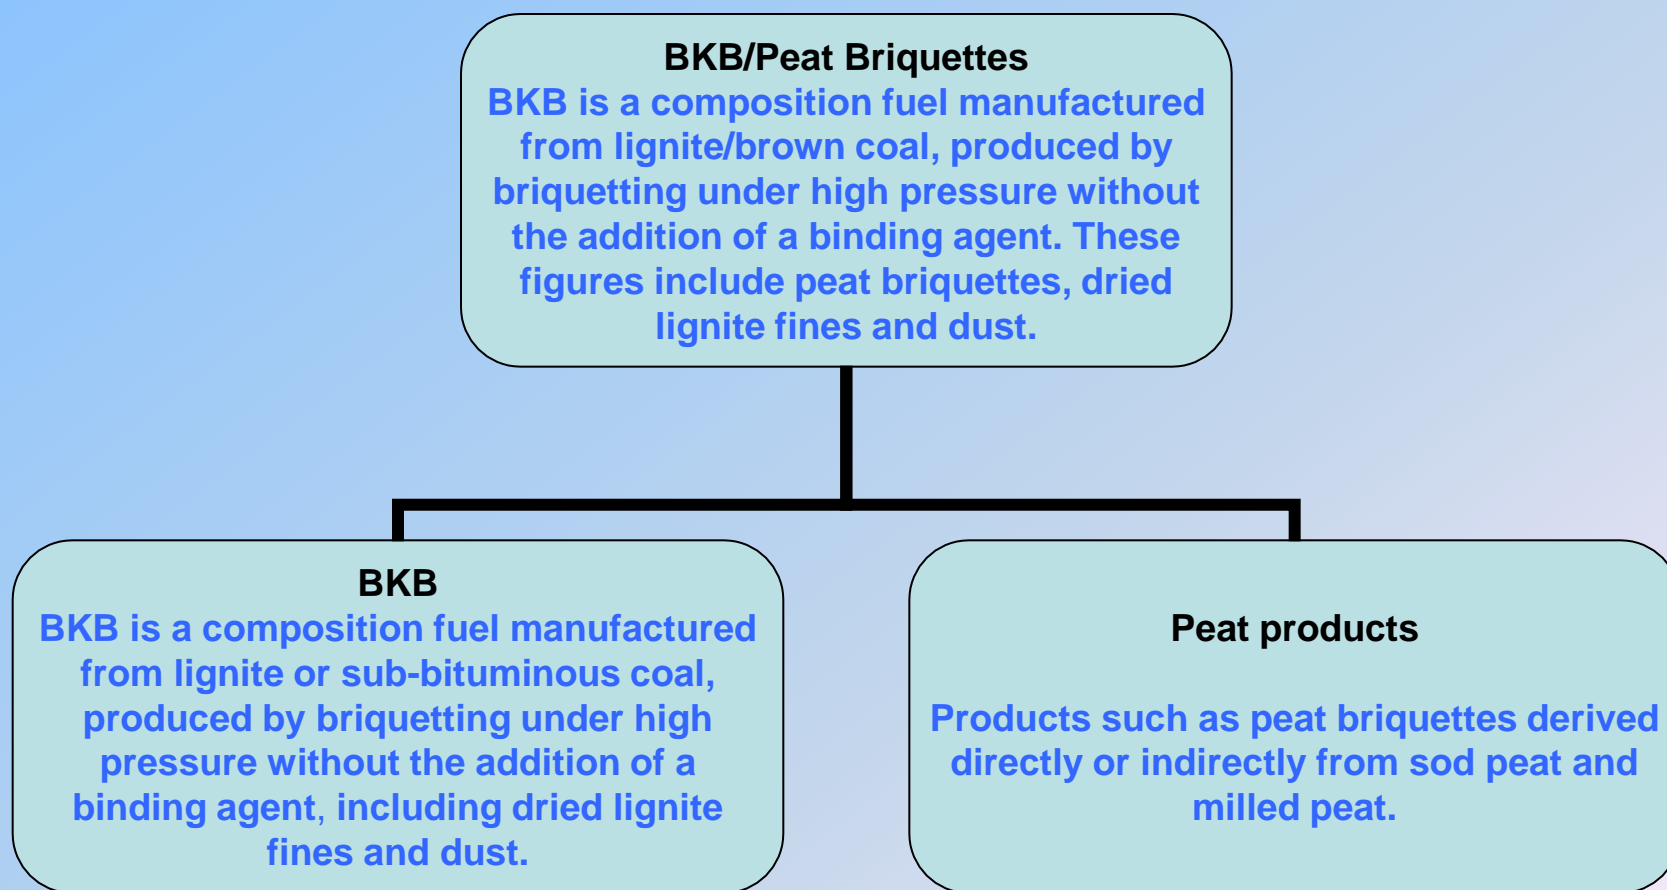 BKB/Peat Briquettes
BKB is a composition fuel manufactured
from lignite/brown coal, produced by
briquetting under high pressure without
the addition of a binding agent. These
figures include peat briquettes, dried
lignite fines and dust.
BKB
BKB is a composition fuel manufactured
from lignite or sub-bituminous coal,
produced by briquetting under high
pressure without the addition of a
binding agent, including dried lignite
fines and dust.
Peat products
Products such as peat briquettes derived
directly or indirectly from sod peat and
milled peat.